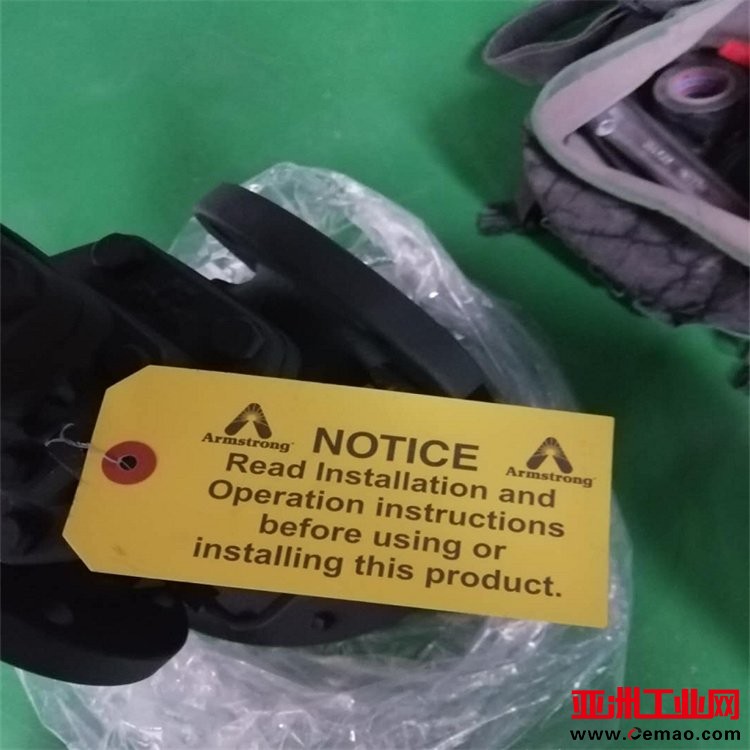 Armstrong
NOTICE
Armstrong
Read Installation and
Operation instructions
before using or
installing this product.
亚洲工业网
www.Cemao.com